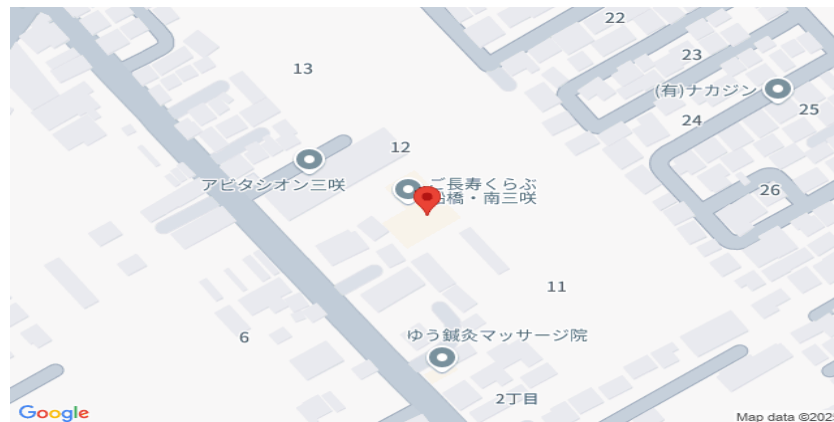 22
13
23
(有)ナカジン
25
24
12
アビタシオン三咲
ご長寿くらぶ
船橋・南三咲
26
11
6
ゆう鍼灸マッサージ院
2丁目
Google
Map data ©202